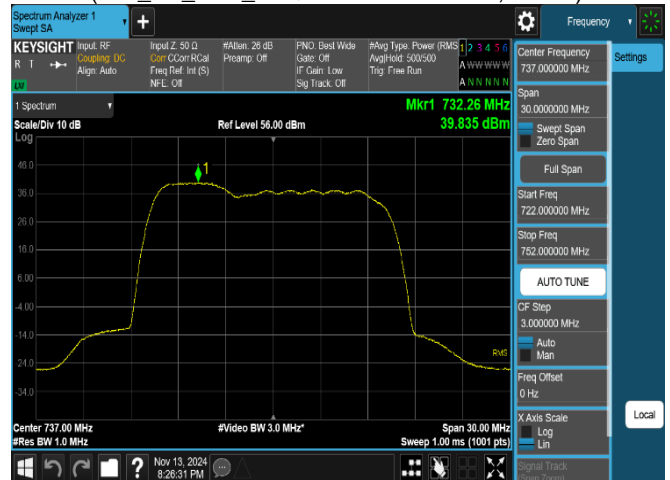 Spectrum Analyzer 1
Swept SA
Frequency
KEYSIGHT
R T
LXI
Input: RF
Coupling: DC
Align: Auto
Input Z: 50 Ω
Corr CCorr RCal
Freq Ref: Int (S)
NFE: Off
#Atten: 26 dB
Preamp: Off
PNO: Best Wide
Gate: Off
IF Gain: Low
Sig Track: Off
#Avg Type: Power (RMS
Avg|Hold: 500/500
Trig: Free Run
1 2 3 4 5 6
A W W W W W
A N N N N N
1 Spectrum
Scale/Div 10 dB
Log
Ref Level 56.00 dBm
Mkr1 732.26 MHz
39.835 dBm
46.0
36.0
26.0
16.0
6.00
-4.00
-14.0
-24.0
-34.0
1
RMS
Center 737.00 MHz
#Res BW 1.0 MHz
#Video BW 3.0 MHz*
Span 30.00 MHz
Sweep 1.00 ms (1001 pts)
Nov 13, 2024
8:26:31 PM
Center Frequency
737.000000 MHz
Settings
Span
30.0000000 MHz
Swept Span
Zero Span
Full Span
Start Freq
722.000000 MHz
Stop Freq
752.000000 MHz
AUTO TUNE
CF Step
3.000000 MHz
Auto
Man
Freq Offset
0 Hz
X Axis Scale
Log
Lin
Local
Signal Track
(Span Zoom)